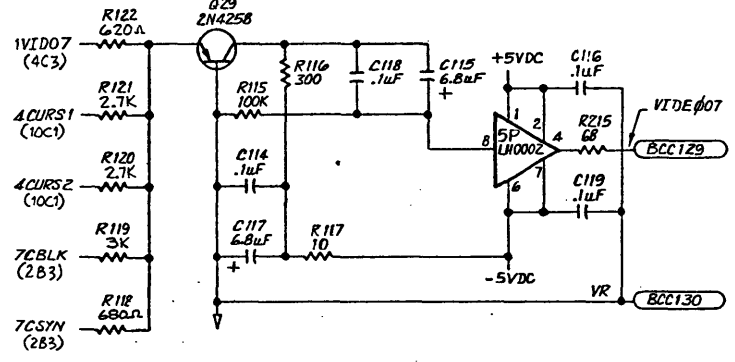 Q29
2N4258
R122
620Ω
1VIDO7
(4C3)
R121
2.7K
4CURS1
(10C1)
R120
2.7K
4CURS2
(10C1)
R119
3K
7CBLK
(2B3)
R118
680Ω
7CSYN
(2B3)
R116
300
C118
.1uF
C115
6.8uF
+
R115
100K
C114
.1uF
C117
6.8uF
+
R117
10
+5VDC
C116
.1uF
1
2
8
5P
LH0002
4
7
6
R215
68
VIDEØ07
BCC129
C119
.1uF
-5VDC
VR
BCC130